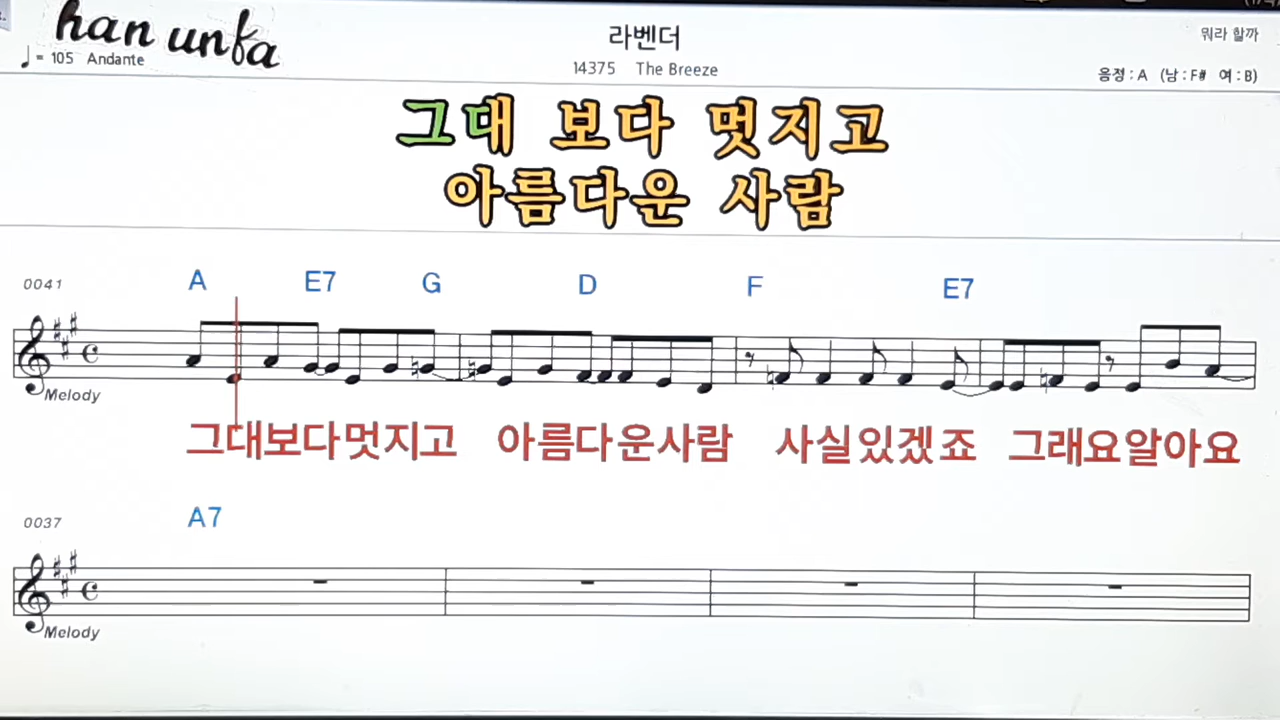 han unfa
♩= 105 Andante
라벤더
14375 The Breeze
뭐라 할까
음정 : A (남 : F# 여 : B)
그대 보다 멋지고
아름다운 사람
0041
A E7 G D F E7
Melody
그대보다멋지고 아름다운사람 사실있겠죠 그래요알아요
0037
A7
Melody